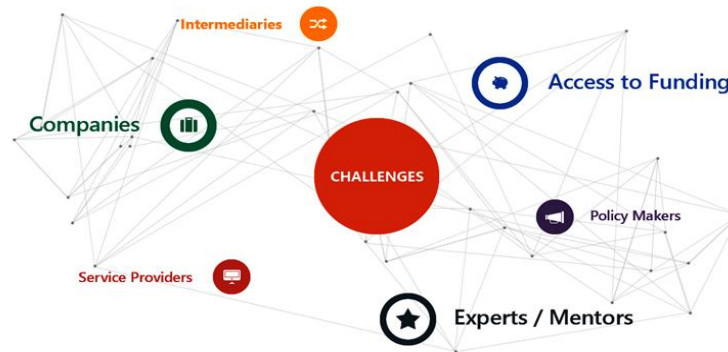 Intermediaries
Access to Funding
Companies
CHALLENGES
Policy Makers
Service Providers
Experts / Mentors